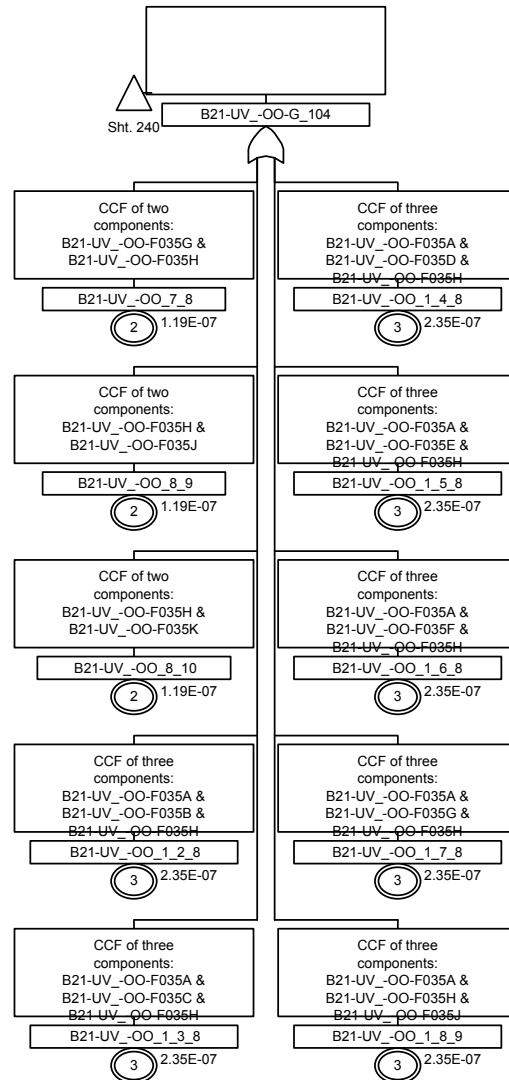 Sht. 240
B21-UV_-OO-G_104
CCF of two
components:
B21-UV_-OO-F035G &
B21-UV_-OO-F035H
B21-UV_-OO_7_8
2
1.19E-07
CCF of three
components:
B21-UV_-OO-F035A &
B21-UV_-OO-F035D &
B21-UV_-OO-F035H
B21-UV_-OO_1_4_8
3
2.35E-07
CCF of two
components:
B21-UV_-OO-F035H &
B21-UV_-OO-F035J
B21-UV_-OO_8_9
2
1.19E-07
CCF of three
components:
B21-UV_-OO-F035A &
B21-UV_-OO-F035E &
B21-UV_-OO-F035H
B21-UV_-OO_1_5_8
3
2.35E-07
CCF of two
components:
B21-UV_-OO-F035H &
B21-UV_-OO-F035K
B21-UV_-OO_8_10
2
1.19E-07
CCF of three
components:
B21-UV_-OO-F035A &
B21-UV_-OO-F035F &
B21-UV_-OO-F035H
B21-UV_-OO_1_6_8
3
2.35E-07
CCF of three
components:
B21-UV_-OO-F035A &
B21-UV_-OO-F035B &
B21-UV_-OO-F035H
B21-UV_-OO_1_2_8
3
2.35E-07
CCF of three
components:
B21-UV_-OO-F035A &
B21-UV_-OO-F035G &
B21-UV_-OO-F035H
B21-UV_-OO_1_7_8
3
2.35E-07
CCF of three
components:
B21-UV_-OO-F035A &
B21-UV_-OO-F035C &
B21-UV_-OO-F035H
B21-UV_-OO_1_3_8
3
2.35E-07
CCF of three
components:
B21-UV_-OO-F035A &
B21-UV_-OO-F035H &
B21-UV_-OO-F035J
B21-UV_-OO_1_8_9
3
2.35E-07